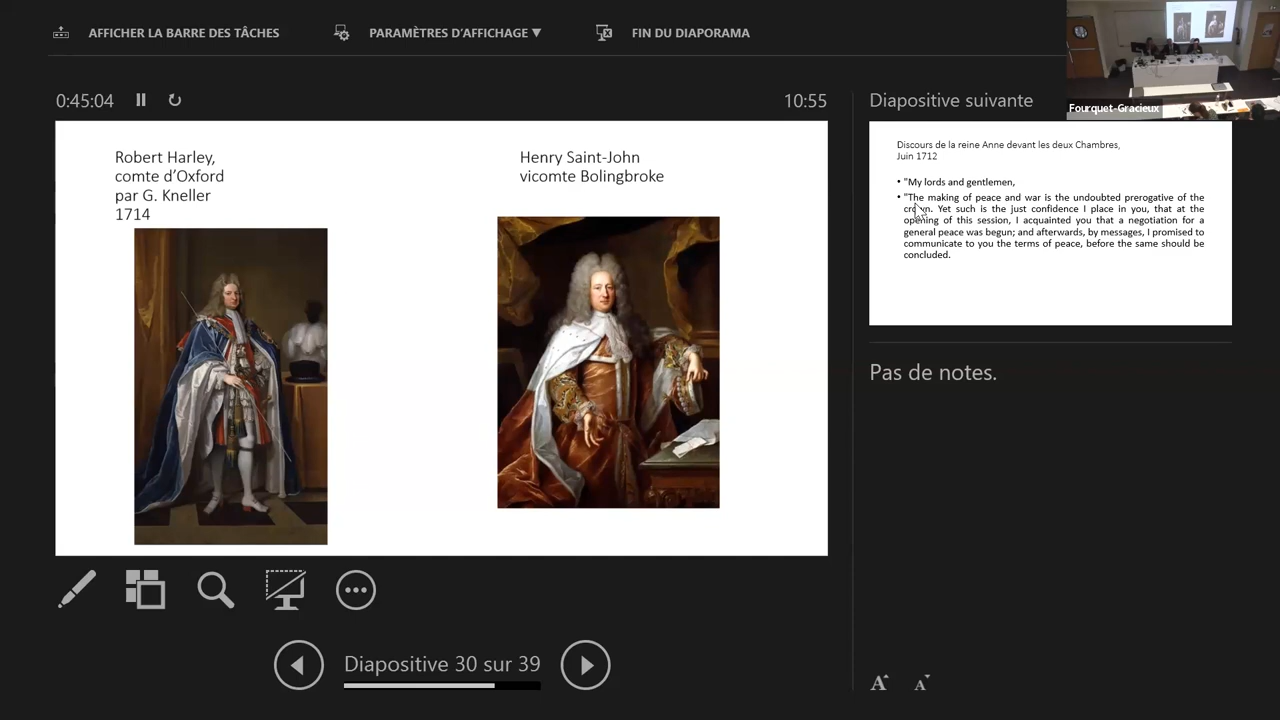 AFFICHER LA BARRE DES TÂCHES
PARAMÈTRES D'AFFICHAGE ▼
FIN DU DIAPORAMA
0:45:04
10:55
Robert Harley,
comte d'Oxford
par G. Kneller
1714
Henry Saint-John
vicomte Bolingbroke
Diapositive suivante
Fourquet-Gracieux
Discours de la reine Anne devant les deux Chambres,
Juin 1712
• "My lords and gentlemen,
• "The making of peace and war is the undoubted prerogative of the
crown. Yet such is the just confidence I place in you, that at the
opening of this session, I acquainted you that a negotiation for a
general peace was begun; and afterwards, by messages, I promised to
communicate to you the terms of peace, before the same should be
concluded.
Pas de notes.
Diapositive 30 sur 39
A A